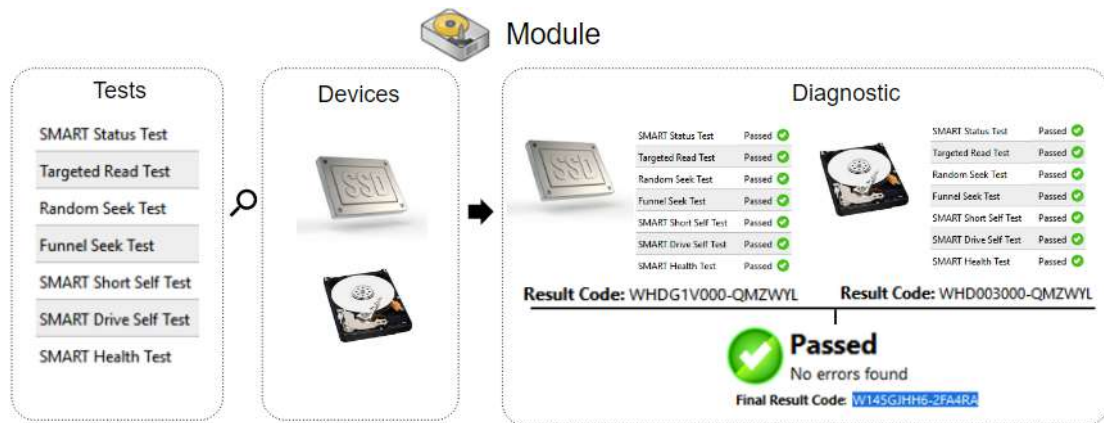 Module
Tests
SMART Status Test
Targeted Read Test
Random Seek Test
Funnel Seek Test
SMART Short Self Test
SMART Drive Self Test
SMART Health Test
Devices
SSD
Diagnostic
SSD
SMART Status Test Passed
Targeted Read Test Passed
Random Seek Test Passed
Funnel Seek Test Passed
SMART Short Self Test Passed
SMART Drive Self Test Passed
SMART Health Test Passed
Result Code: WHDG1V000-QMZWYL
SMART Status Test Passed
Targeted Read Test Passed
Random Seek Test Passed
Funnel Seek Test Passed
SMART Short Self Test Passed
SMART Drive Self Test Passed
SMART Health Test Passed
Result Code: WHD003000-QMZWYL
Passed
No errors found
Final Result Code: W145GJHH6-2FA4RA